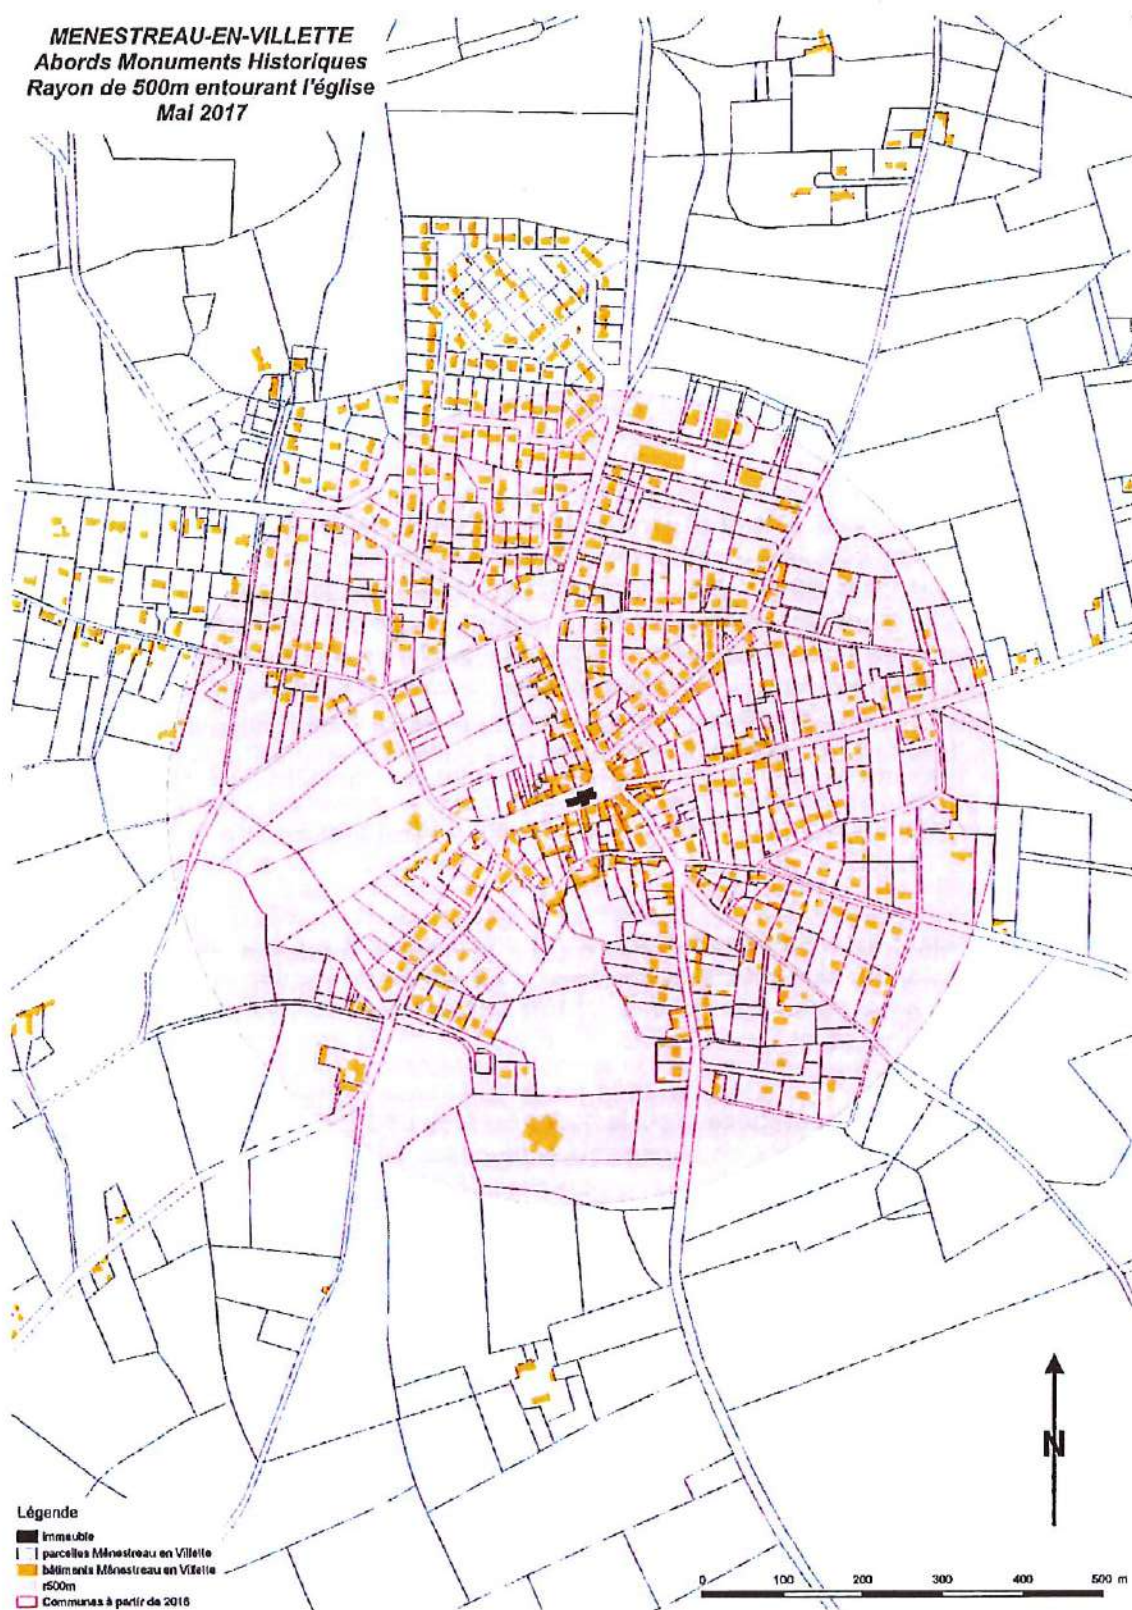 MENESTREAU-EN-VILLETTE
Abords Monuments Historiques
Rayon de 500m entourant l'église
Mai 2017
N
Légende
immeuble
parcelles Ménestreau en Villette
bâtiments Ménestreau en Villette
r500m
Communes à partir de 2016
0 100 200 300 400 500 m